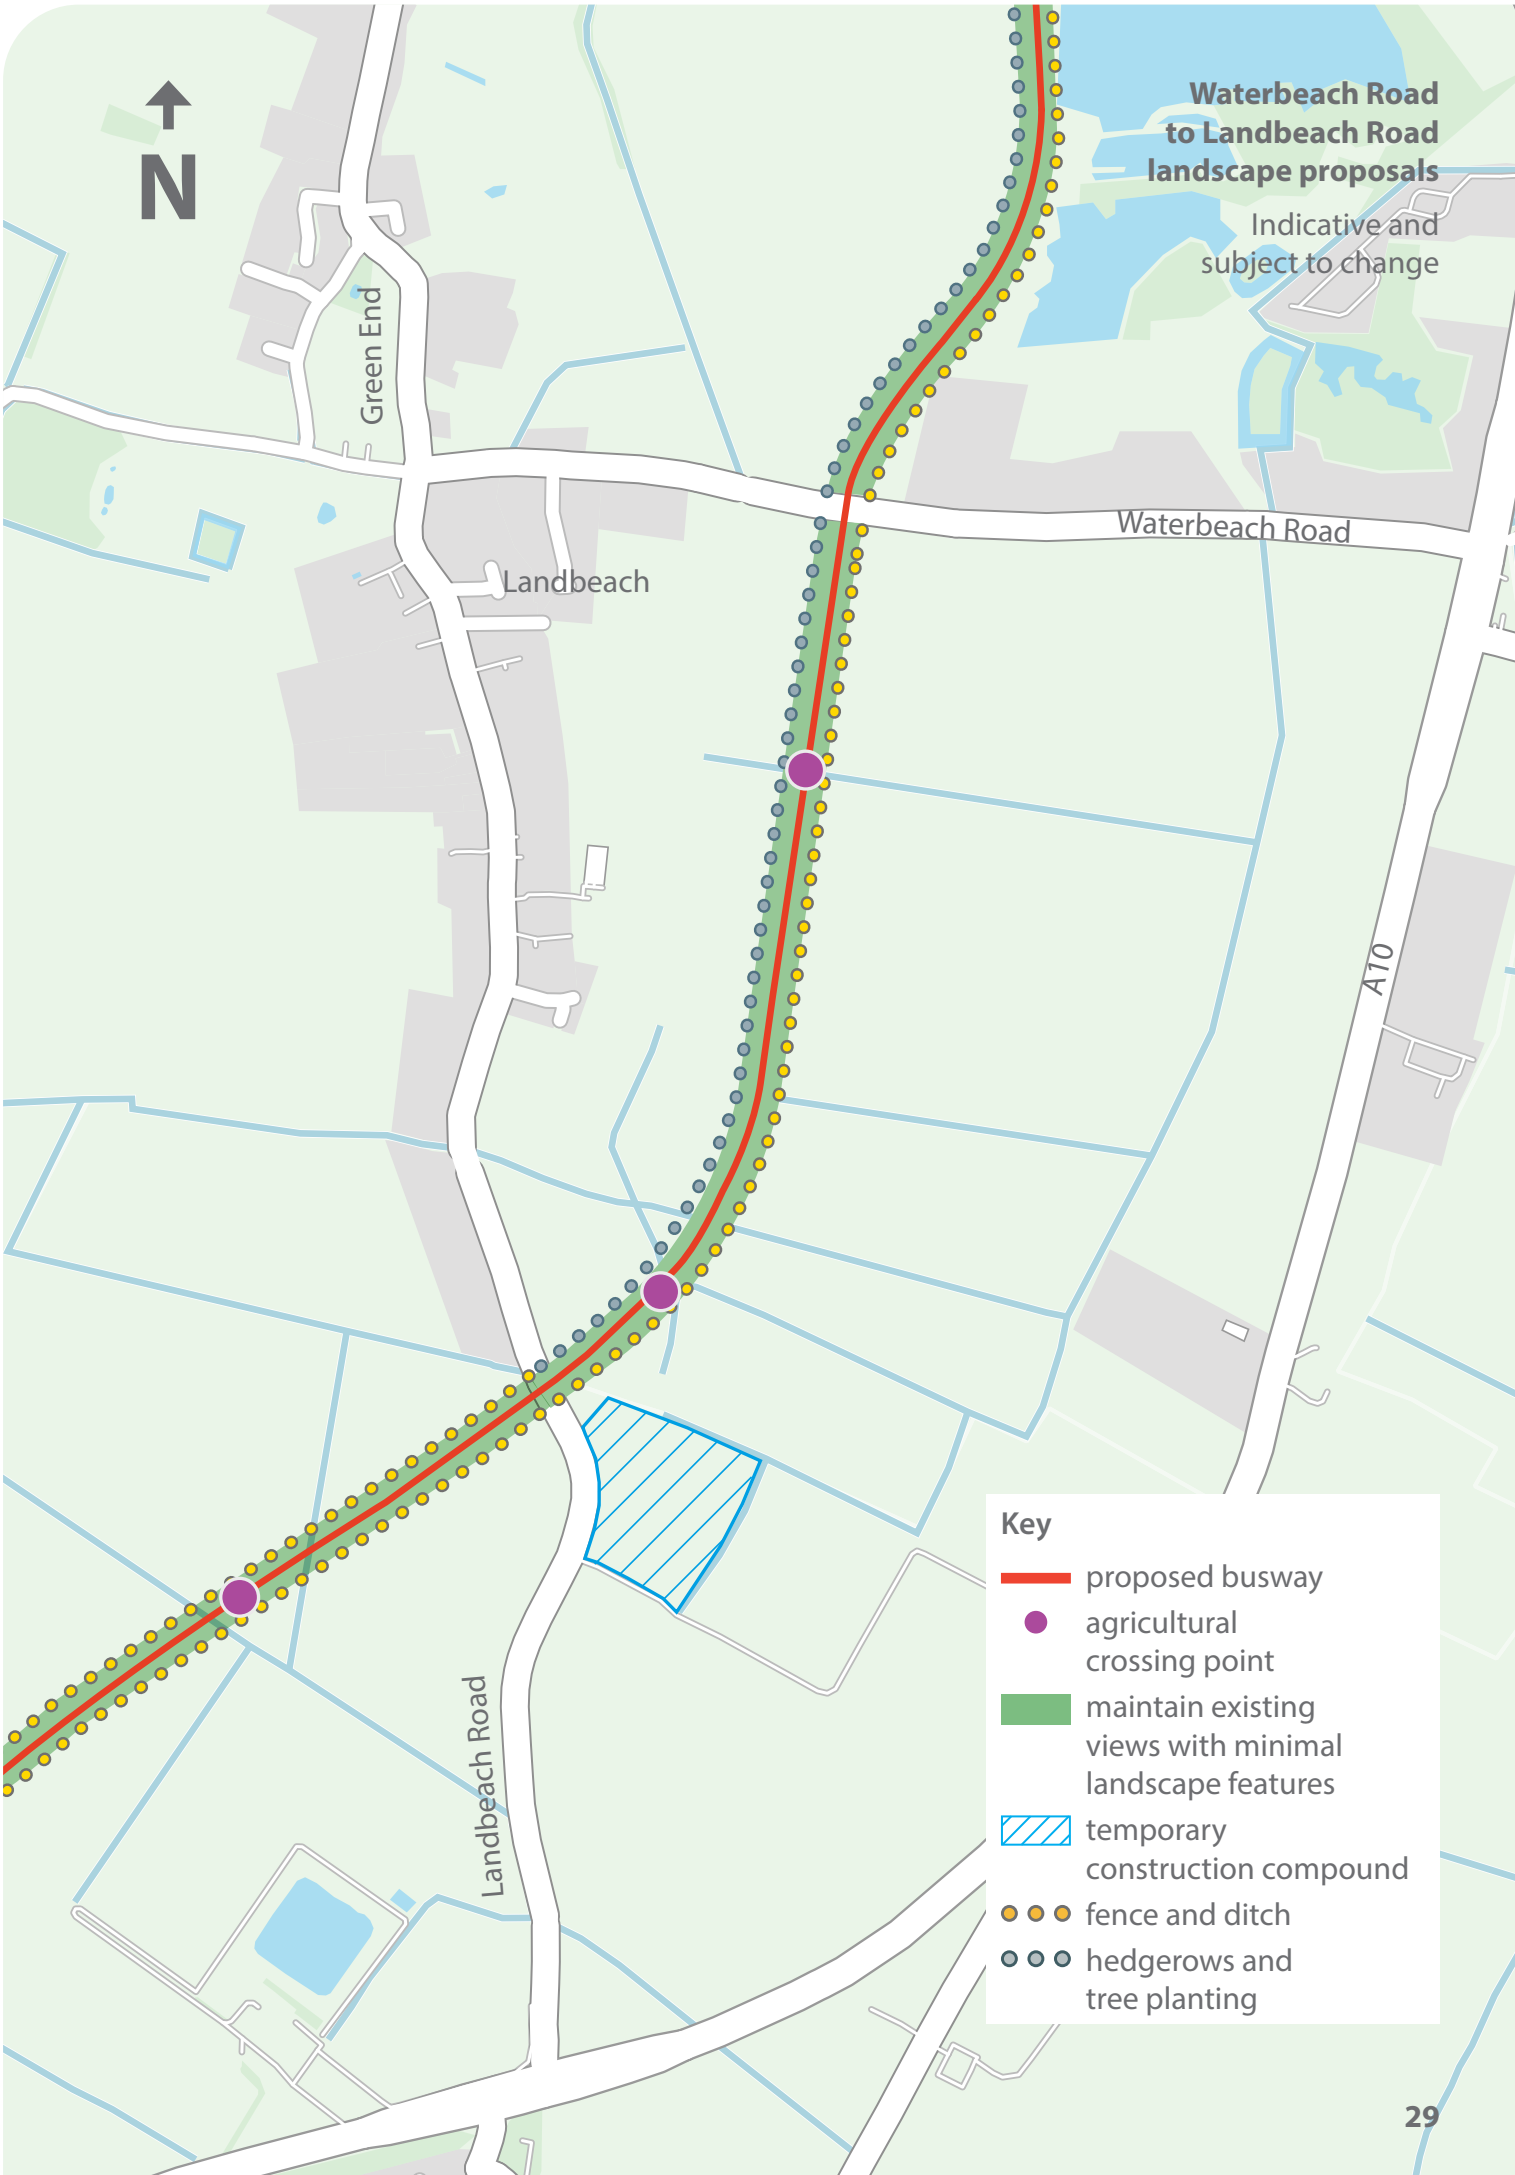 Waterbeach Road
to Landbeach Road
landscape proposals
Indicative and
subject to change
N
Green End
Waterbeach Road
Landbeach
A10
Landbeach Road
Key
proposed busway
agricultural
crossing point
maintain existing
views with minimal
landscape features
temporary
construction compound
fence and ditch
hedgerows and
tree planting
29